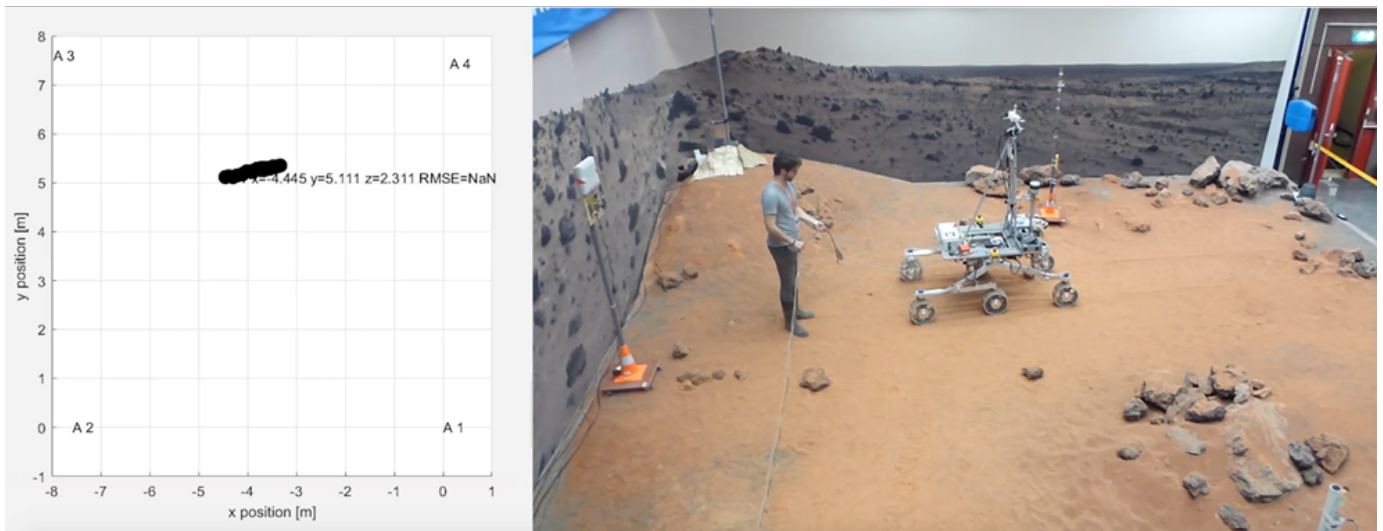 8
7
6
5
4
3
2
1
0
-1
A 3
A 4
x=-4.445 y=5.111 z=2.311 RMSE=NaN
A 2
A 1
-8 -7 -6 -5 -4 -3 -2 -1 0 1
x position [m]
y position [m]